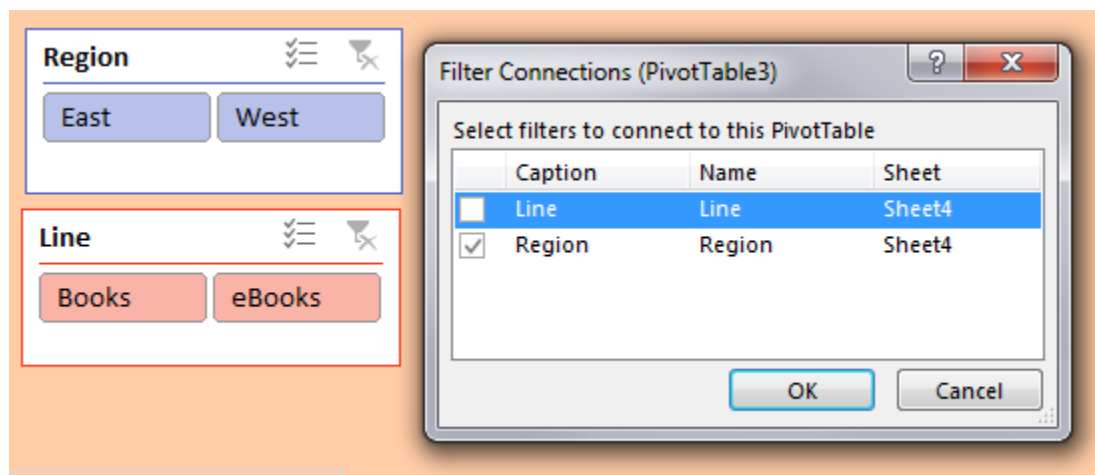 Region
East West
Line
Books eBooks
Filter Connections (PivotTable3)
Select filters to connect to this PivotTable
Caption Name Sheet
Line Line Sheet4
Region Region Sheet4
OK Cancel